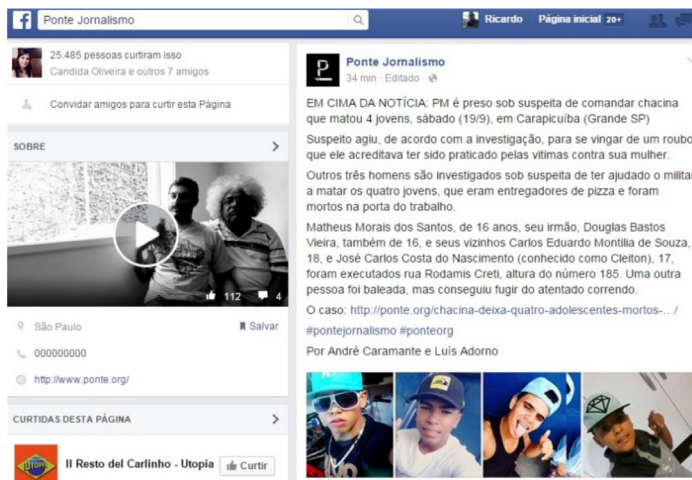 Ponte Jornalismo
Ricardo
Página inicial 20+
25.485 pessoas curtiram isso
Candida Oliveira e outros 7 amigos
Convidar amigos para curtir esta Página
SOBRE
112
4
São Paulo
Salvar
000000000
http://www.ponte.org/
CURTIDAS DESTA PÁGINA
UTOPIA
Il Resto del Carlinho - Utopia
Curtir
Ponte Jornalismo
34 min · Editado ·
EM CIMA DA NOTÍCIA: PM é preso sob suspeita de comandar chacina
que matou 4 jovens, sábado (19/9), em Carapicuíba (Grande SP)
Suspeito agiu, de acordo com a investigação, para se vingar de um roubo
que ele acreditava ter sido praticado pelas vitimas contra sua mulher.
Outros três homens são investigados sob suspeita de ter ajudado o militar
a matar os quatro jovens, que eram entregadores de pizza e foram
mortos na porta do trabalho.
Matheus Morais dos Santos, de 16 anos, seu irmão, Douglas Bastos
Vieira, também de 16, e seus vizinhos Carlos Eduardo Montilia de Souza,
18, e José Carlos Costa do Nascimento (conhecido como Cleiton), 17,
foram executados rua Rodamis Creti, altura do número 185. Uma outra
pessoa foi baleada, mas conseguiu fugir do atentado correndo.
O caso: http://ponte.org/chacina-deixa-quatro-adolescentes-mortos-.../
#pontejornalismo #ponteorg
Por André Caramante e Luís Adorno